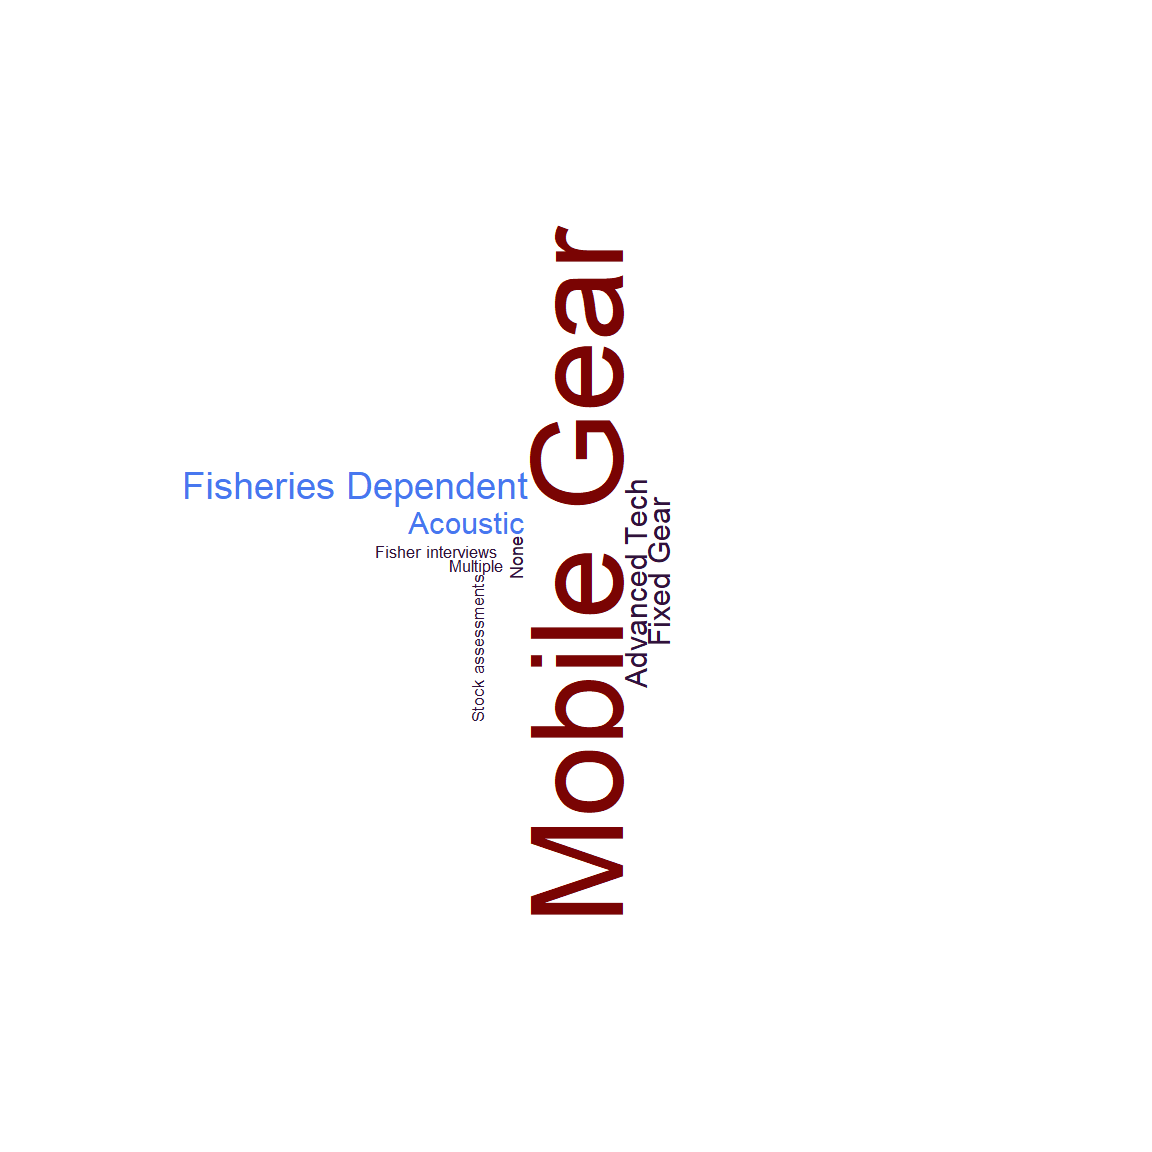 Mobile Gear
Fisheries Dependent
Acoustic
Fisher interviews
Multiple
None
Stock assessments
Advanced Tech
Fixed Gear